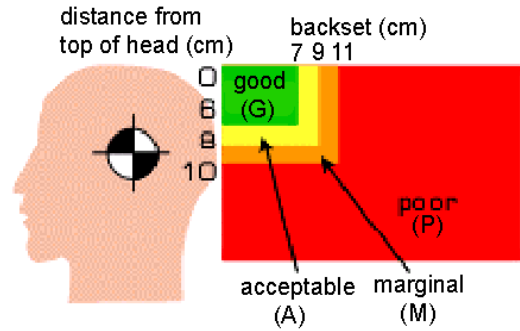 distance from
top of head (cm)
backset (cm)
7 9 11
0
6
8
10
good
(G)
poor
(P)
acceptable
(A)
marginal
(M)